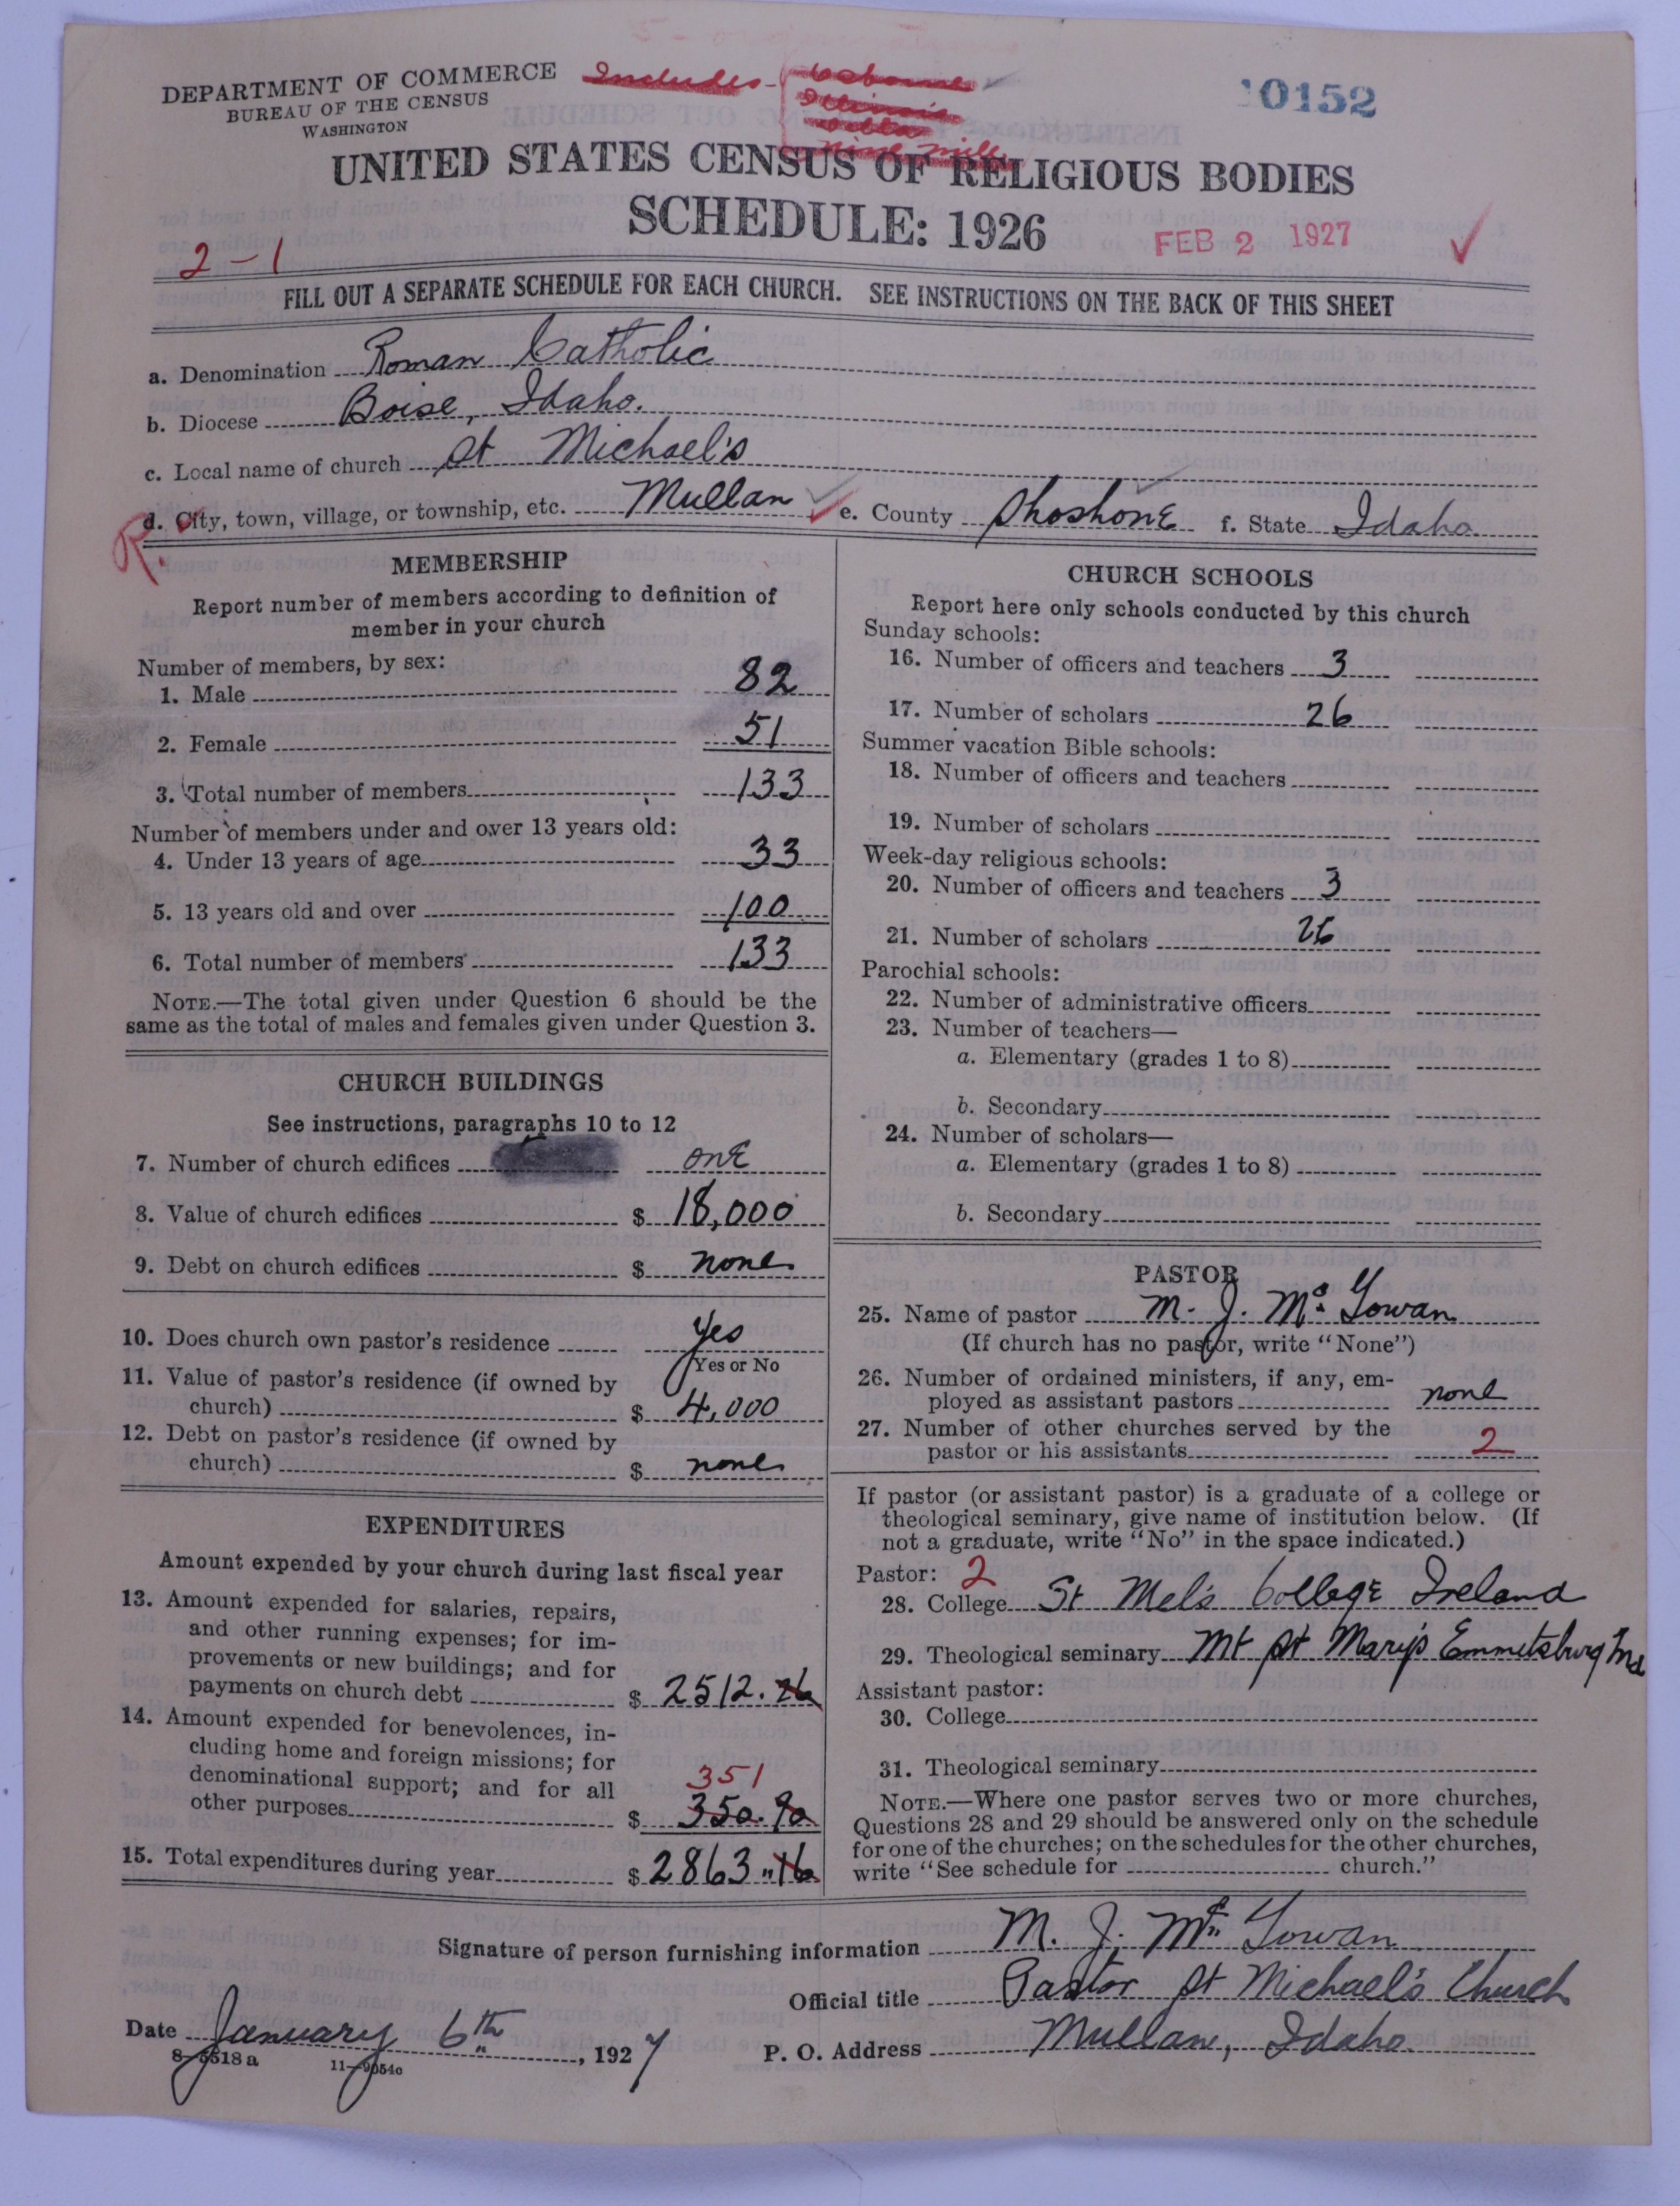 DEPARTMENT OF COMMERCE
BUREAU OF THE CENSUS
WASHINGTON
Includes - Osborne
10152
UNITED STATES CENSUS OF RELIGIOUS BODIES
SCHEDULE: 1926
FEB 2 1927
2-1
FILL OUT A SEPARATE SCHEDULE FOR EACH CHURCH. SEE INSTRUCTIONS ON THE BACK OF THIS SHEET
a. Denomination Roman Catholic
b. Diocese Boise, Idaho.
c. Local name of church St Michael's
d. City, town, village, or township, etc. Mullan e. County Shoshone f. State Idaho.
R.
MEMBERSHIP
Report number of members according to definition of
member in your church
Number of members, by sex:
1. Male 82
2. Female 51
3. Total number of members 133
Number of members under and over 13 years old:
4. Under 13 years of age 33
5. 13 years old and over 100
6. Total number of members 133
NOTE.—The total given under Question 6 should be the
same as the total of males and females given under Question 3.
CHURCH BUILDINGS
See instructions, paragraphs 10 to 12
7. Number of church edifices one
8. Value of church edifices $ 18,000
9. Debt on church edifices $ none
10. Does church own pastor's residence Yes
Yes or No
11. Value of pastor's residence (if owned by
church) $ 4,000
12. Debt on pastor's residence (if owned by
church) $ none
EXPENDITURES
Amount expended by your church during last fiscal year
13. Amount expended for salaries, repairs,
and other running expenses; for im-
provements or new buildings; and for
payments on church debt $ 2512.26
14. Amount expended for benevolences, in-
cluding home and foreign missions; for
denominational support; and for all
351
other purposes $ 350.90
15. Total expenditures during year $ 2863.16
CHURCH SCHOOLS
Report here only schools conducted by this church
Sunday schools:
16. Number of officers and teachers 3
17. Number of scholars 26
Summer vacation Bible schools:
18. Number of officers and teachers
19. Number of scholars
Week-day religious schools:
20. Number of officers and teachers 3
21. Number of scholars 26
Parochial schools:
22. Number of administrative officers
23. Number of teachers—
a. Elementary (grades 1 to 8)
b. Secondary
24. Number of scholars—
a. Elementary (grades 1 to 8)
b. Secondary
PASTOR
25. Name of pastor M. J. McGowan
(If church has no pastor, write "None")
26. Number of ordained ministers, if any, em-
ployed as assistant pastors none
27. Number of other churches served by the
pastor or his assistants 2
If pastor (or assistant pastor) is a graduate of a college or
theological seminary, give name of institution below. (If
not a graduate, write "No" in the space indicated.)
Pastor: 2
28. College St Mel's College Ireland
29. Theological seminary Mt St Mary's Emmetsburg Md
Assistant pastor:
30. College
31. Theological seminary
NOTE.—Where one pastor serves two or more churches,
Questions 28 and 29 should be answered only on the schedule
for one of the churches; on the schedules for the other churches,
write "See schedule for church."
Signature of person furnishing information M. J. McGowan
Official title Pastor St Michael's Church
Date January 6th, 1927 P. O. Address Mullan, Idaho.
8-5518a 11-9054o